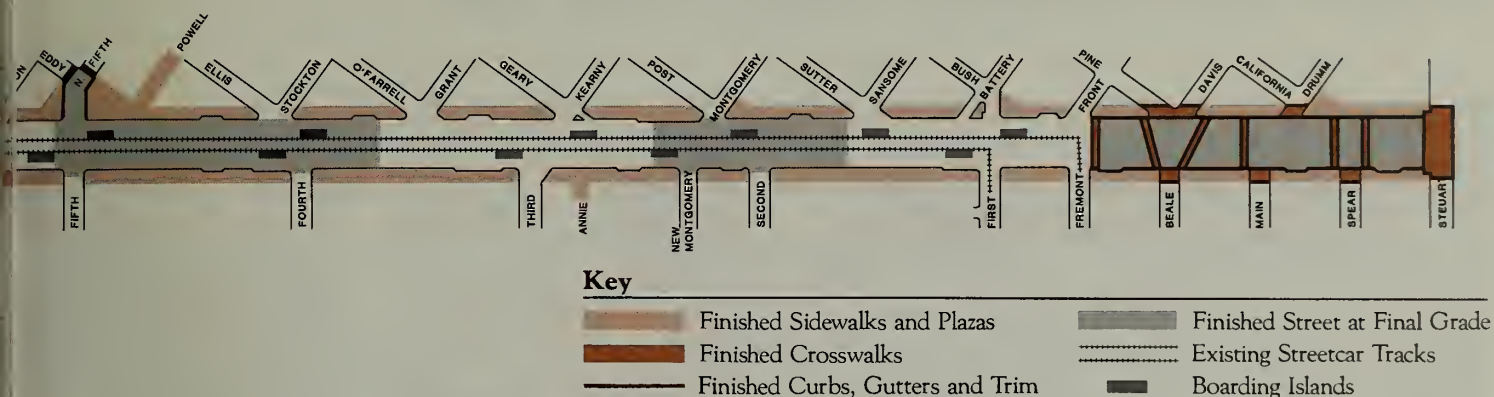 EDDY
FIFTH
N
POWELL
ELLIS
STOCKTON
O'FARRELL
GRANT
GEARY
KEARNY
POST
MONTGOMERY
SUTTER
SANSOME
BUSH
BATTERY
PINE
FRONT
DAVIS
CALIFORNIA
DRUMM
FIFTH
FOURTH
THIRD
ANNIE
NEW
MONTGOMERY
SECOND
FIRST
FREMONT
BEALE
MAIN
SPEAR
STEUART
Key
Finished Sidewalks and Plazas
Finished Crosswalks
Finished Curbs, Gutters and Trim
Finished Street at Final Grade
Existing Streetcar Tracks
Boarding Islands